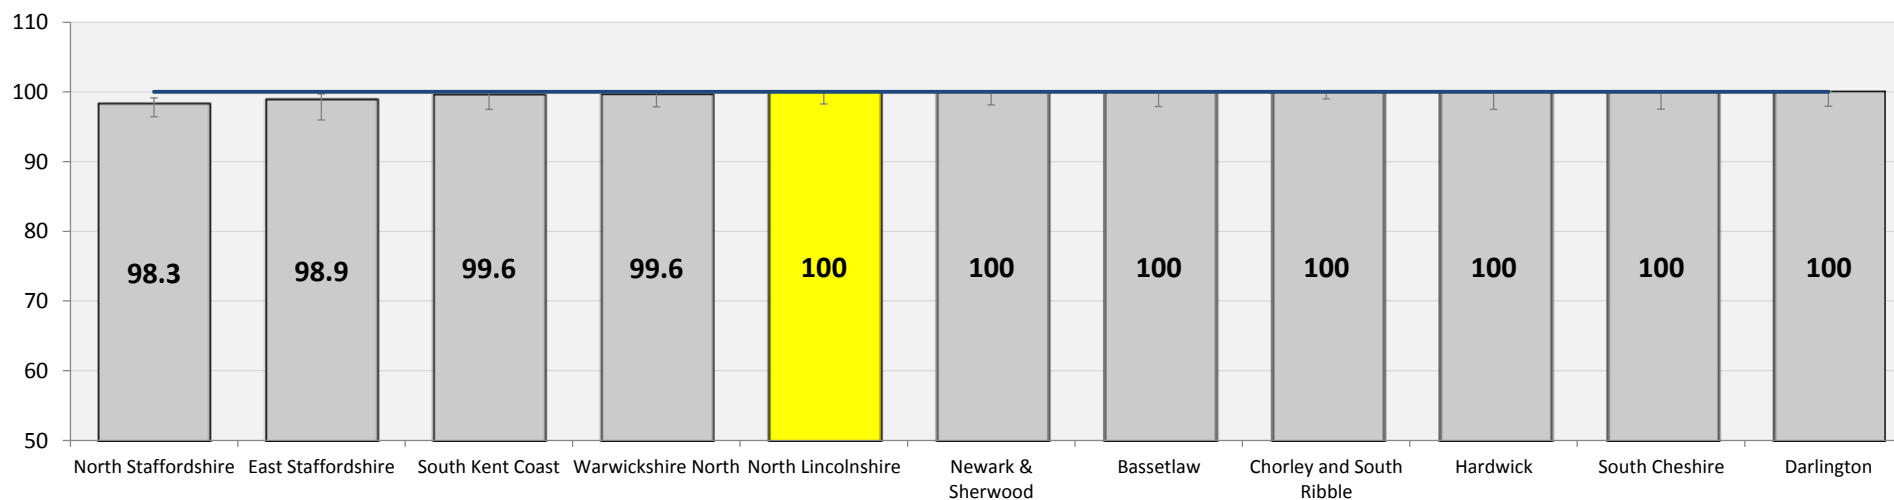 110
100
90
80
70
60
50
98.3
98.9
99.6
99.6
100
100
100
100
100
100
100
North Staffordshire
East Staffordshire
South Kent Coast
Warwickshire North
North Lincolnshire
Newark &
Sherwood
Bassetlaw
Chorley and South
Ribble
Hardwick
South Cheshire
Darlington